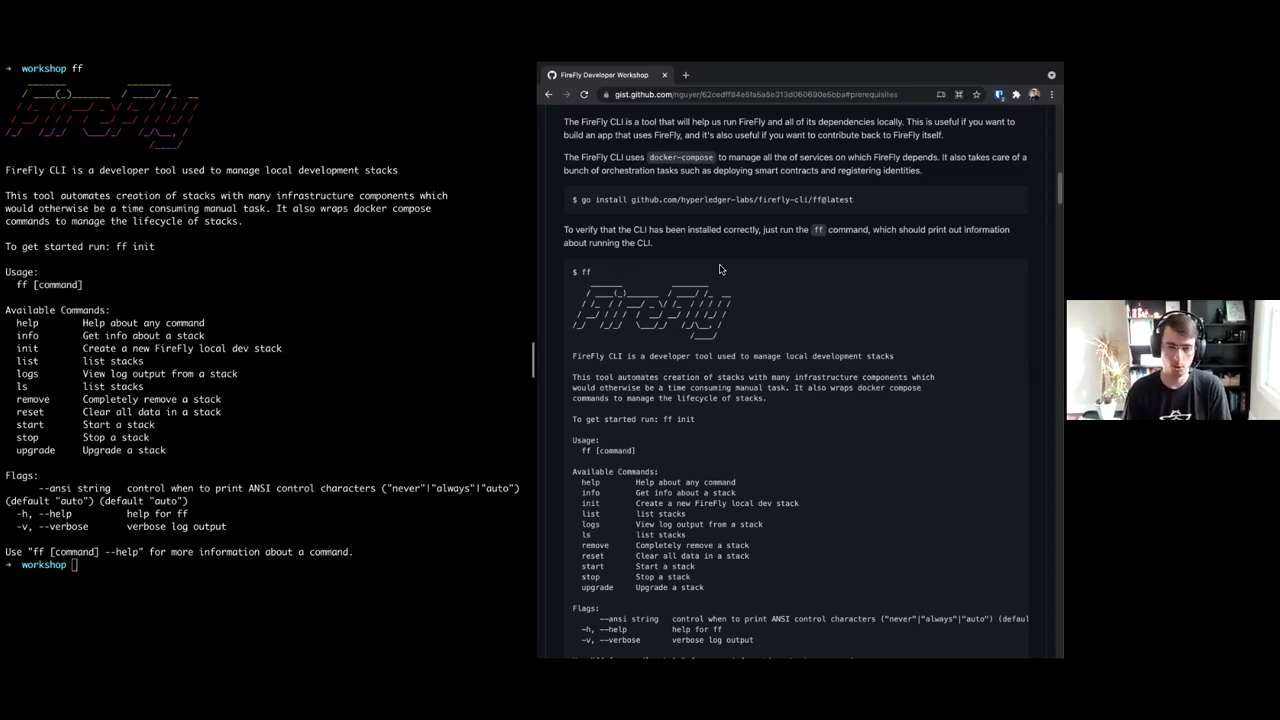 ➜ workshop ff
FireFly CLI is a developer tool used to manage local development stacks
This tool automates creation of stacks with many infrastructure components which
would otherwise be a time consuming manual task. It also wraps docker compose
commands to manage the lifecycle of stacks.
To get started run: ff init
Usage:
ff [command]
Available Commands:
help Help about any command
info Get info about a stack
init Create a new FireFly local dev stack
list list stacks
logs View log output from a stack
ls list stacks
remove Completely remove a stack
reset Clear all data in a stack
start Start a stack
stop Stop a stack
upgrade Upgrade a stack
Flags:
--ansi string control when to print ANSI control characters ("never"|"always"|"auto")
(default "auto") (default "auto")
-h, --help help for ff
-v, --verbose verbose log output
Use "ff [command] --help" for more information about a command.
➜ workshop
FireFly Developer Workshop
gist.github.com/nguyer/62cedff84e5fa5a5e313d060690e5bba#prerequisites
The FireFly CLI is a tool that will help us run FireFly and all of its dependencies locally. This is useful if you want to
build an app that uses FireFly, and it's also useful if you want to contribute back to FireFly itself.
The FireFly CLI uses docker-compose to manage all the of services on which FireFly depends. It also takes care of a
bunch of orchestration tasks such as deploying smart contracts and registering identities.
$ go install github.com/hyperledger-labs/firefly-cli/ff@latest
To verify that the CLI has been installed correctly, just run the ff command, which should print out information
about running the CLI.
$ ff
FireFly CLI is a developer tool used to manage local development stacks
This tool automates creation of stacks with many infrastructure components which
would otherwise be a time consuming manual task. It also wraps docker compose
commands to manage the lifecycle of stacks.
To get started run: ff init
Usage:
ff [command]
Available Commands:
help Help about any command
info Get info about a stack
init Create a new FireFly local dev stack
list list stacks
logs View log output from a stack
ls list stacks
remove Completely remove a stack
reset Clear all data in a stack
start Start a stack
stop Stop a stack
upgrade Upgrade a stack
Flags:
--ansi string control when to print ANSI control characters ("never"|"always"|"auto") (defau
-h, --help help for ff
-v, --verbose verbose log output